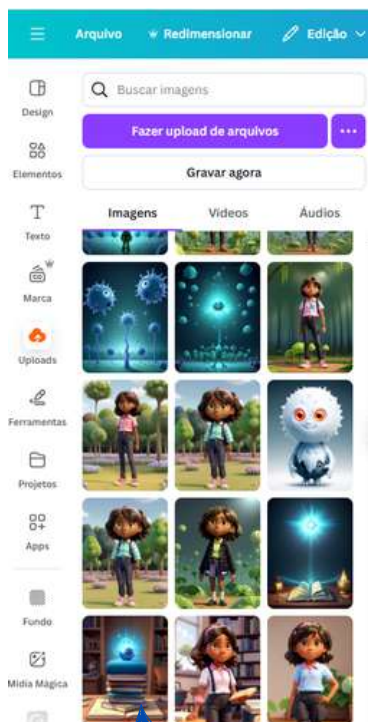 Arquivo
Redimensionar
Edição
Buscar imagens
Design
Fazer upload de arquivos
Elementos
Gravar agora
Texto
Imagens
Vídeos
Áudios
Marca
Uploads
Ferramentas
Projetos
Apps
Fundo
Mídia Mágica